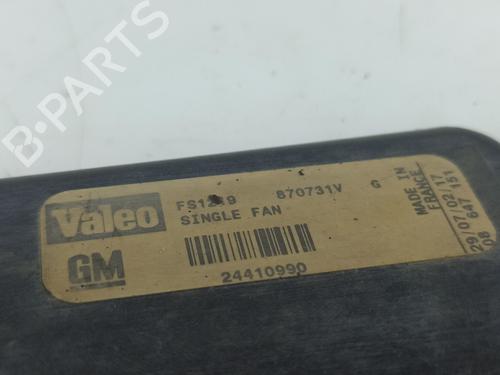 B-PARTS
Valeo
GM
870731V G
SINGLE FAN
24410990
MADE IN
FRANCE
29/07/02/17
647 151
08